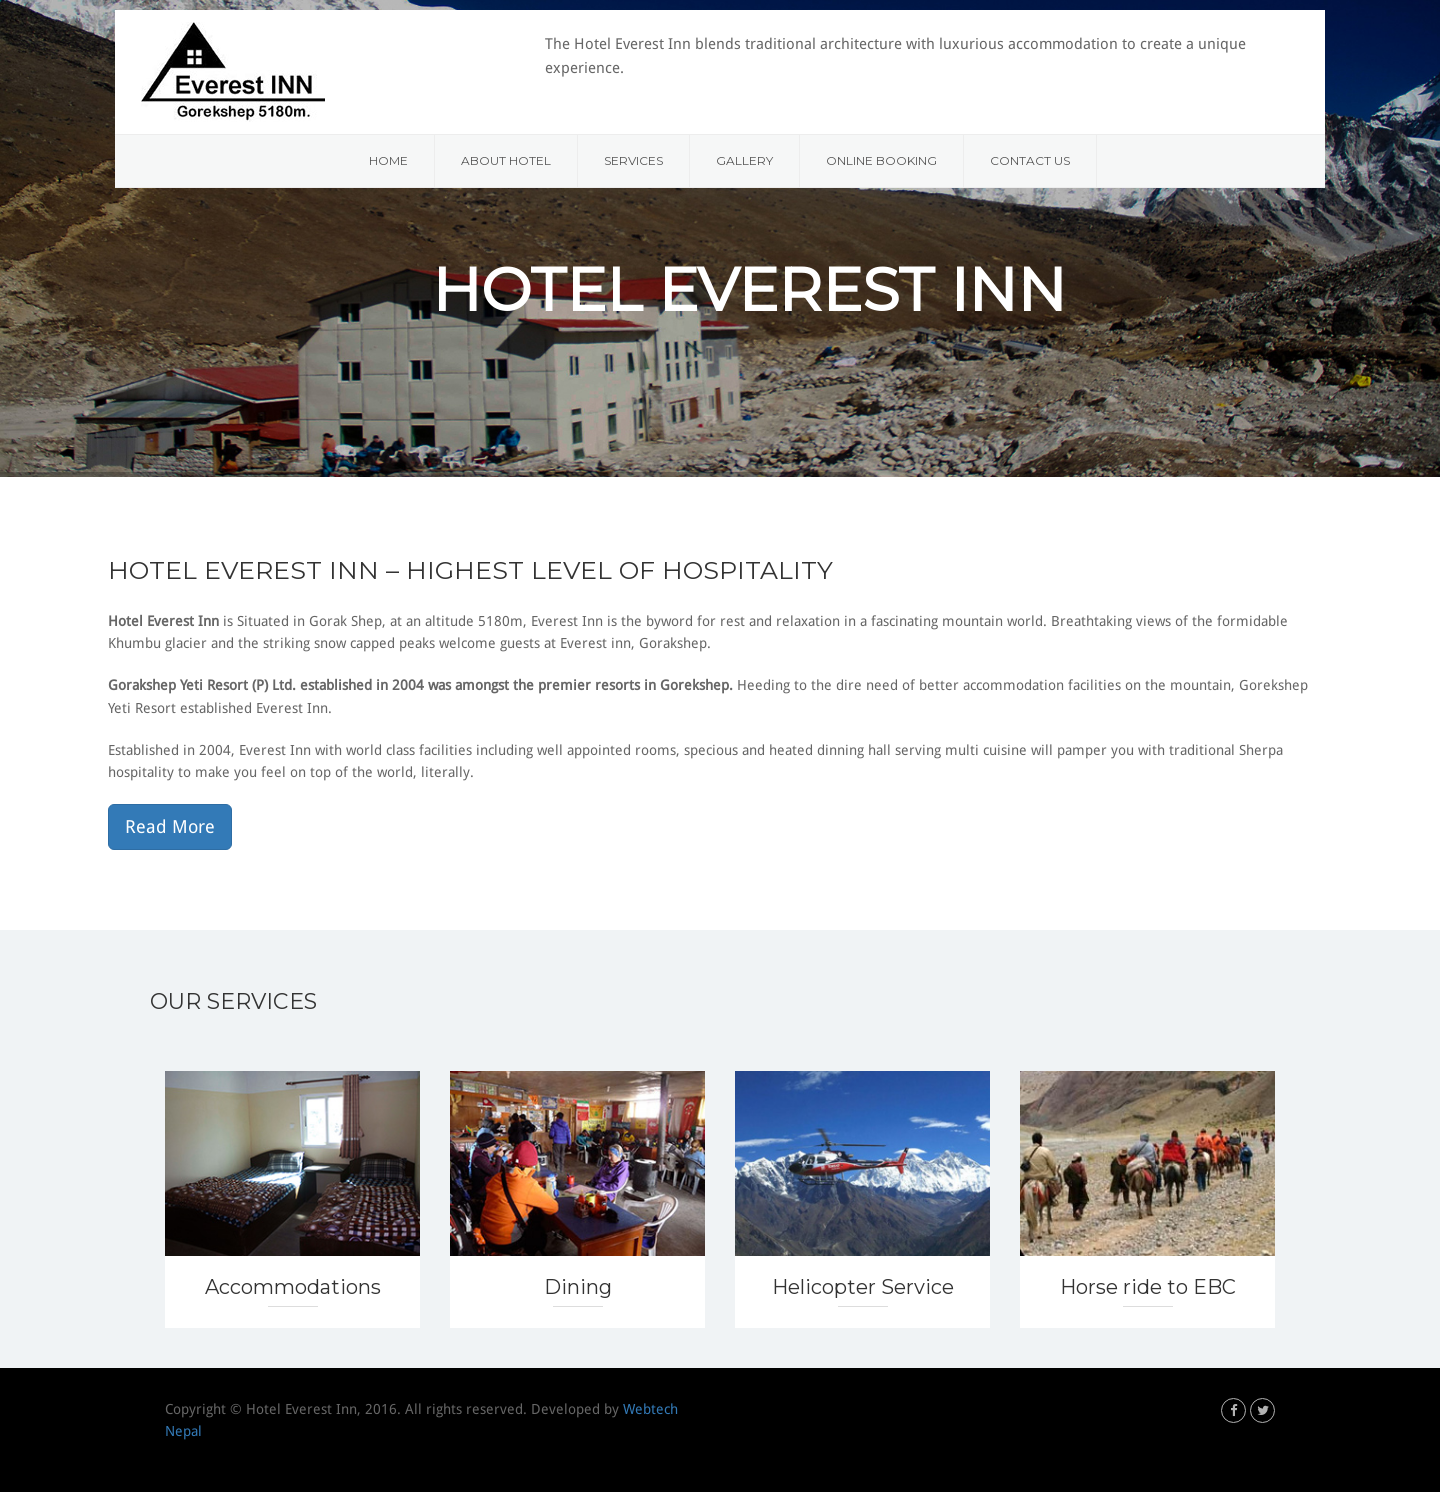 Everest INN
Gorekshep 5180m.
The Hotel Everest Inn blends traditional architecture with luxurious accommodation to create a unique
experience.
HOME ABOUT HOTEL SERVICES GALLERY ONLINE BOOKING CONTACT US
HOTEL EVEREST INN
HOTEL EVEREST INN – HIGHEST LEVEL OF HOSPITALITY
Hotel Everest Inn is Situated in Gorak Shep, at an altitude 5180m, Everest Inn is the byword for rest and relaxation in a fascinating mountain world. Breathtaking views of the formidable
Khumbu glacier and the striking snow capped peaks welcome guests at Everest inn, Gorakshep.
Gorakshep Yeti Resort (P) Ltd. established in 2004 was amongst the premier resorts in Gorekshep. Heeding to the dire need of better accommodation facilities on the mountain, Gorekshep
Yeti Resort established Everest Inn.
Established in 2004, Everest Inn with world class facilities including well appointed rooms, specious and heated dinning hall serving multi cuisine will pamper you with traditional Sherpa
hospitality to make you feel on top of the world, literally.
Read More
OUR SERVICES
Accommodations Dining Helicopter Service Horse ride to EBC
Copyright © Hotel Everest Inn, 2016. All rights reserved. Developed by Webtech
Nepal